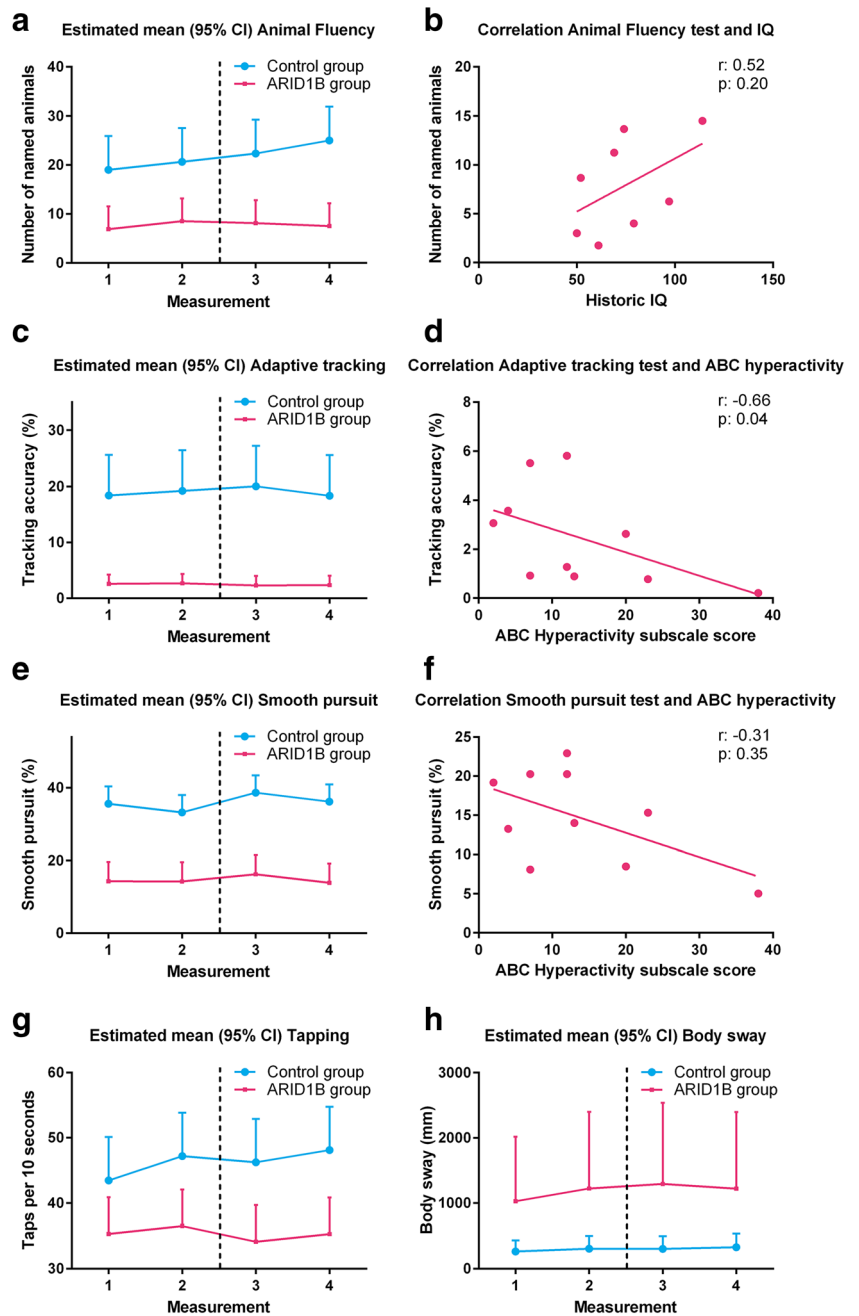 a
Estimated mean (95% CI) Animal Fluency
Control group
ARID1B group
Number of named animals
40
30
20
10
0
1 2 3 4
Measurement
b
Correlation Animal Fluency test and IQ
r: 0.52
p: 0.20
Number of named animals
20
15
10
5
0
0 50 100 150
Historic IQ
c
Estimated mean (95% CI) Adaptive tracking
Control group
ARID1B group
Tracking accuracy (%)
30
20
10
0
1 2 3 4
Measurement
d
Correlation Adaptive tracking test and ABC hyperactivity
r: -0.66
p: 0.04
Tracking accuracy (%)
8
6
4
2
0
0 10 20 30 40
ABC Hyperactivity subscale score
e
Estimated mean (95% CI) Smooth pursuit
Control group
ARID1B group
Smooth pursuit (%)
40
20
0
1 2 3 4
Measurement
f
Correlation Smooth pursuit test and ABC hyperactivity
r: -0.31
p: 0.35
Smooth pursuit (%)
25
20
15
10
5
0
0 10 20 30 40
ABC Hyperactivity subscale score
g
Estimated mean (95% CI) Tapping
Control group
ARID1B group
Taps per 10 seconds
60
50
40
30
1 2 3 4
Measurement
h
Estimated mean (95% CI) Body sway
Control group
ARID1B group
Body sway (mm)
3000
2000
1000
0
1 2 3 4
Measurement